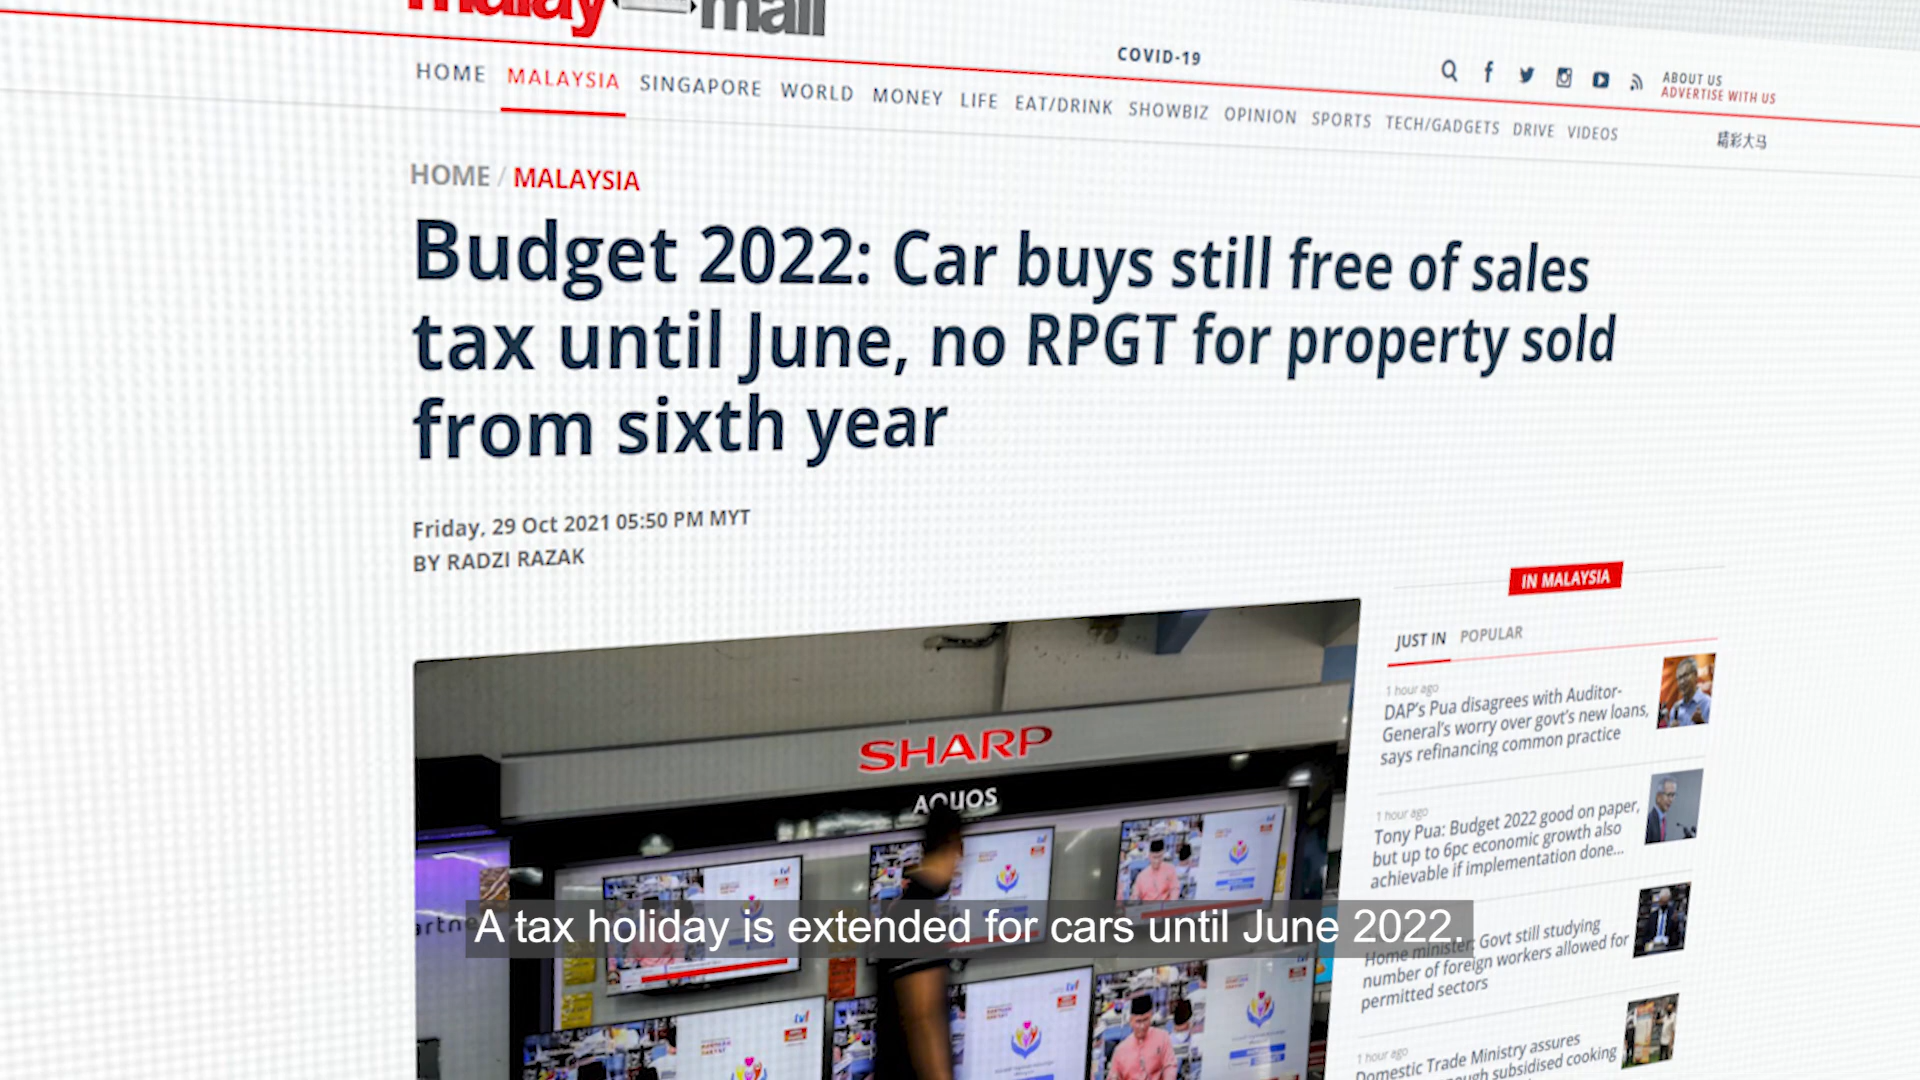 malay mail
COVID-19
ABOUT US
ADVERTISE WITH US
HOME MALAYSIA SINGAPORE WORLD MONEY LIFE EAT/DRINK SHOWBIZ OPINION SPORTS TECH/GADGETS DRIVE VIDEOS
精彩大马
HOME / MALAYSIA
Budget 2022: Car buys still free of sales
tax until June, no RPGT for property sold
from sixth year
Friday, 29 Oct 2021 05:50 PM MYT
BY RADZI RAZAK
SHARP
AQUOS
IN MALAYSIA
JUST IN POPULAR
1 hour ago
DAP's Pua disagrees with Auditor-
General's worry over govt's new loans,
says refinancing common practice
1 hour ago
Tony Pua: Budget 2022 good on paper,
but up to 6pc economic growth also
achievable if implementation done...
Home minister: Govt still studying
number of foreign workers allowed for
permitted sectors
1 hour ago
Domestic Trade Ministry assures
subsidised cooking
A tax holiday is extended for cars until June 2022.